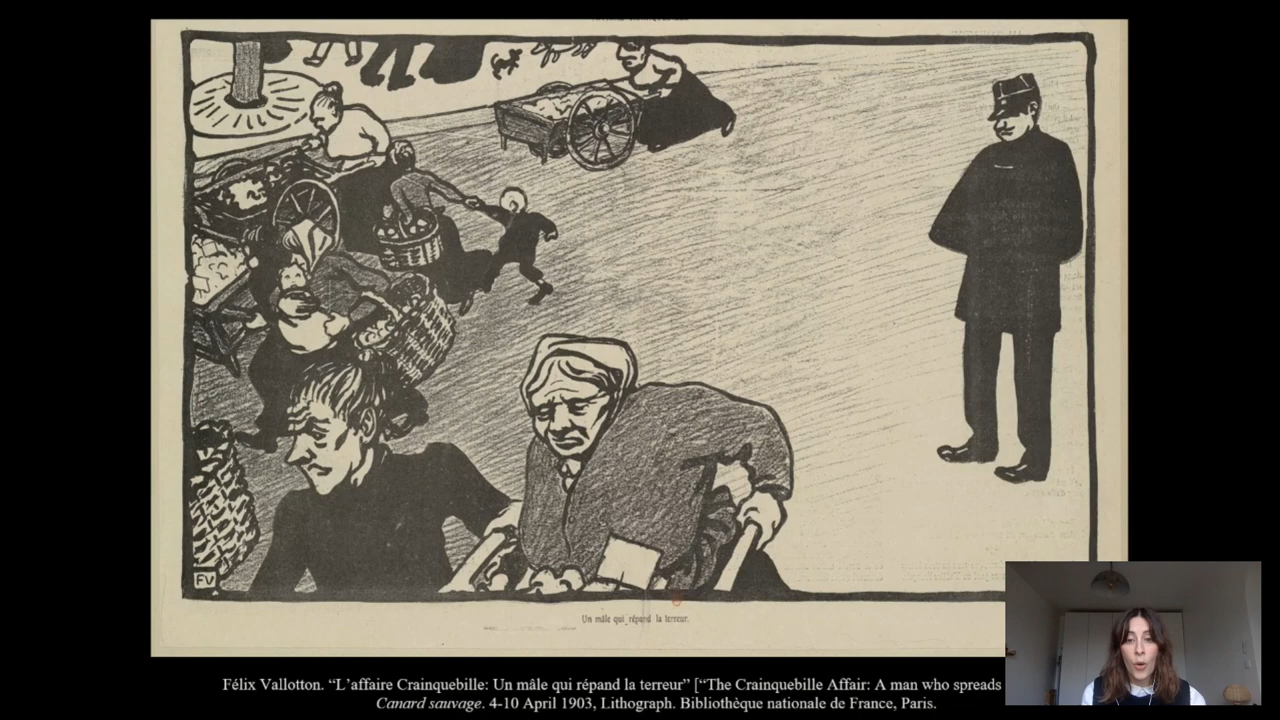 FV
Un mâle qui répand la terreur.
Félix Vallotton. “L’affaire Crainquebille: Un mâle qui répand la terreur” [“The Crainquebille Affair: A man who spreads
Canard sauvage. 4-10 April 1903, Lithograph. Bibliothèque nationale de France, Paris.